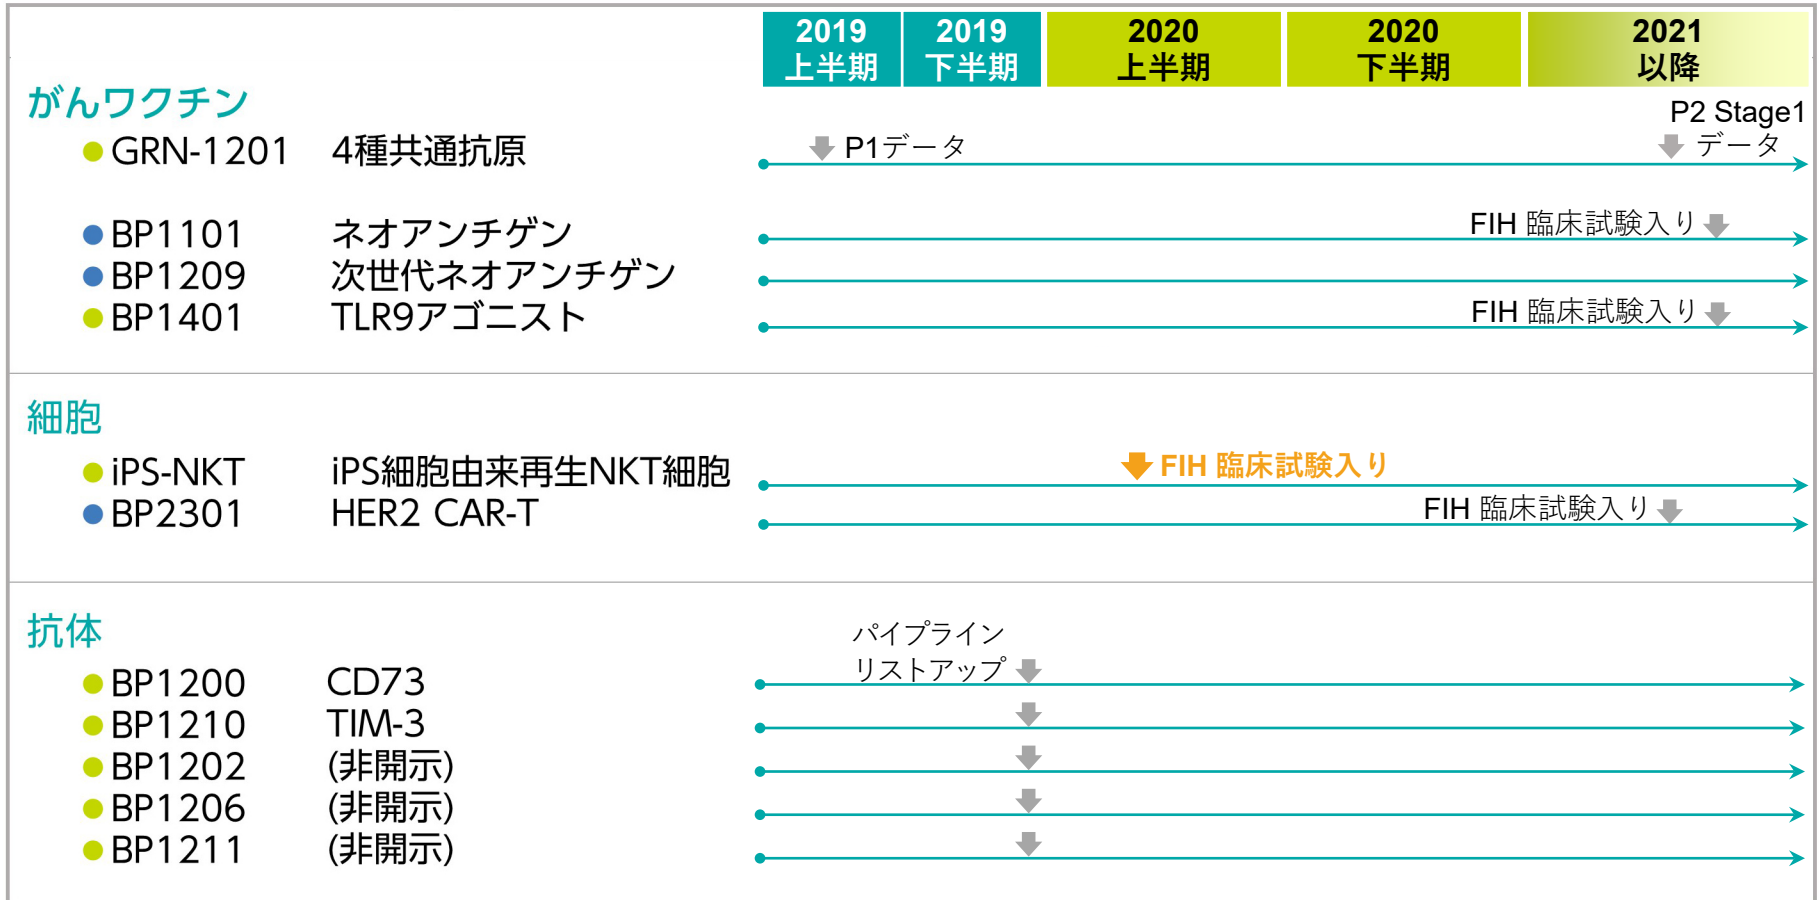 2019 2019 2020 2020 2021
上半期 下半期 上半期 下半期 以降
がんワクチン
P2 Stage1
GRN-1201 4種共通抗原 P1データ データ
BP1101 ネオアンチゲン FIH 臨床試験入り
BP1209 次世代ネオアンチゲン
BP1401 TLR9アゴニスト FIH 臨床試験入り
細胞
iPS-NKT iPS細胞由来再生NKT細胞 FIH 臨床試験入り
BP2301 HER2 CAR-T FIH 臨床試験入り
抗体
パイプライン
リストアップ
BP1200 CD73
BP1210 TIM-3
BP1202 (非開示)
BP1206 (非開示)
BP1211 (非開示)